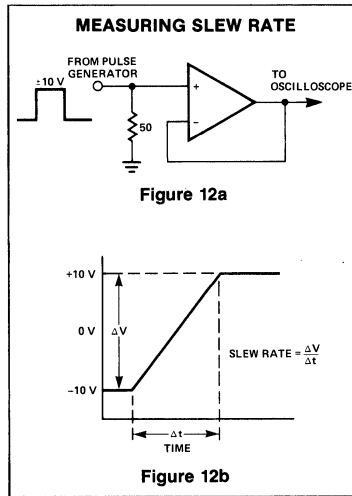 MEASURING SLEW RATE
±10 V
FROM PULSE
GENERATOR
+
−
50
TO
OSCILLOSCOPE
Figure 12a
+10 V
0 V
ΔV
−10 V
SLEW RATE = ΔV/Δt
Δt
TIME
Figure 12b